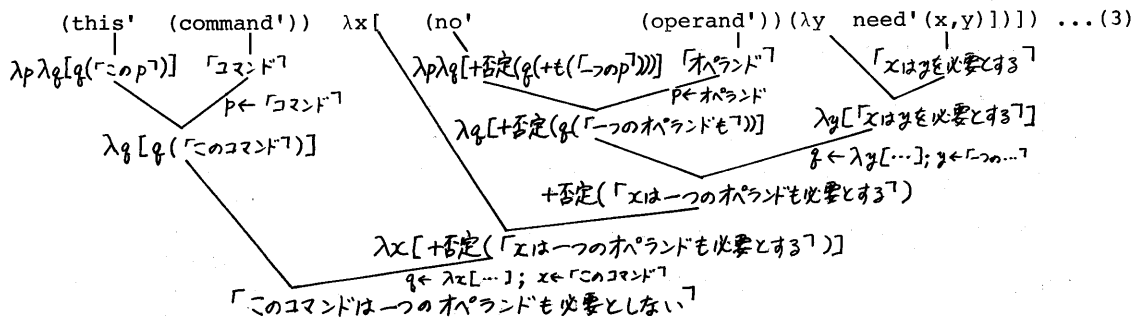 (this' (command')) λx[ (no' (operand'))(λy need'(x,y)])]) ...(3)
λpλq[q(「このp」)] 「コマンド」 λpλq[+否定(q(+も(「一つのp」)))] 「オペランド」 「xはyを必要とする」
p←「コマンド」 p←オペランド
λq[q(「このコマンド」)] λq[+否定(q(「一つのオペランドも」))] λy[「xはyを必要とする」]
q←λy[…]; y←「一つの…」
+否定(「xは一つのオペランドも必要とする」)
λx[+否定(「xは一つのオペランドも必要とする」)]
q←λx[…]; x←「このコマンド」
「このコマンドは一つのオペランドも必要としない」